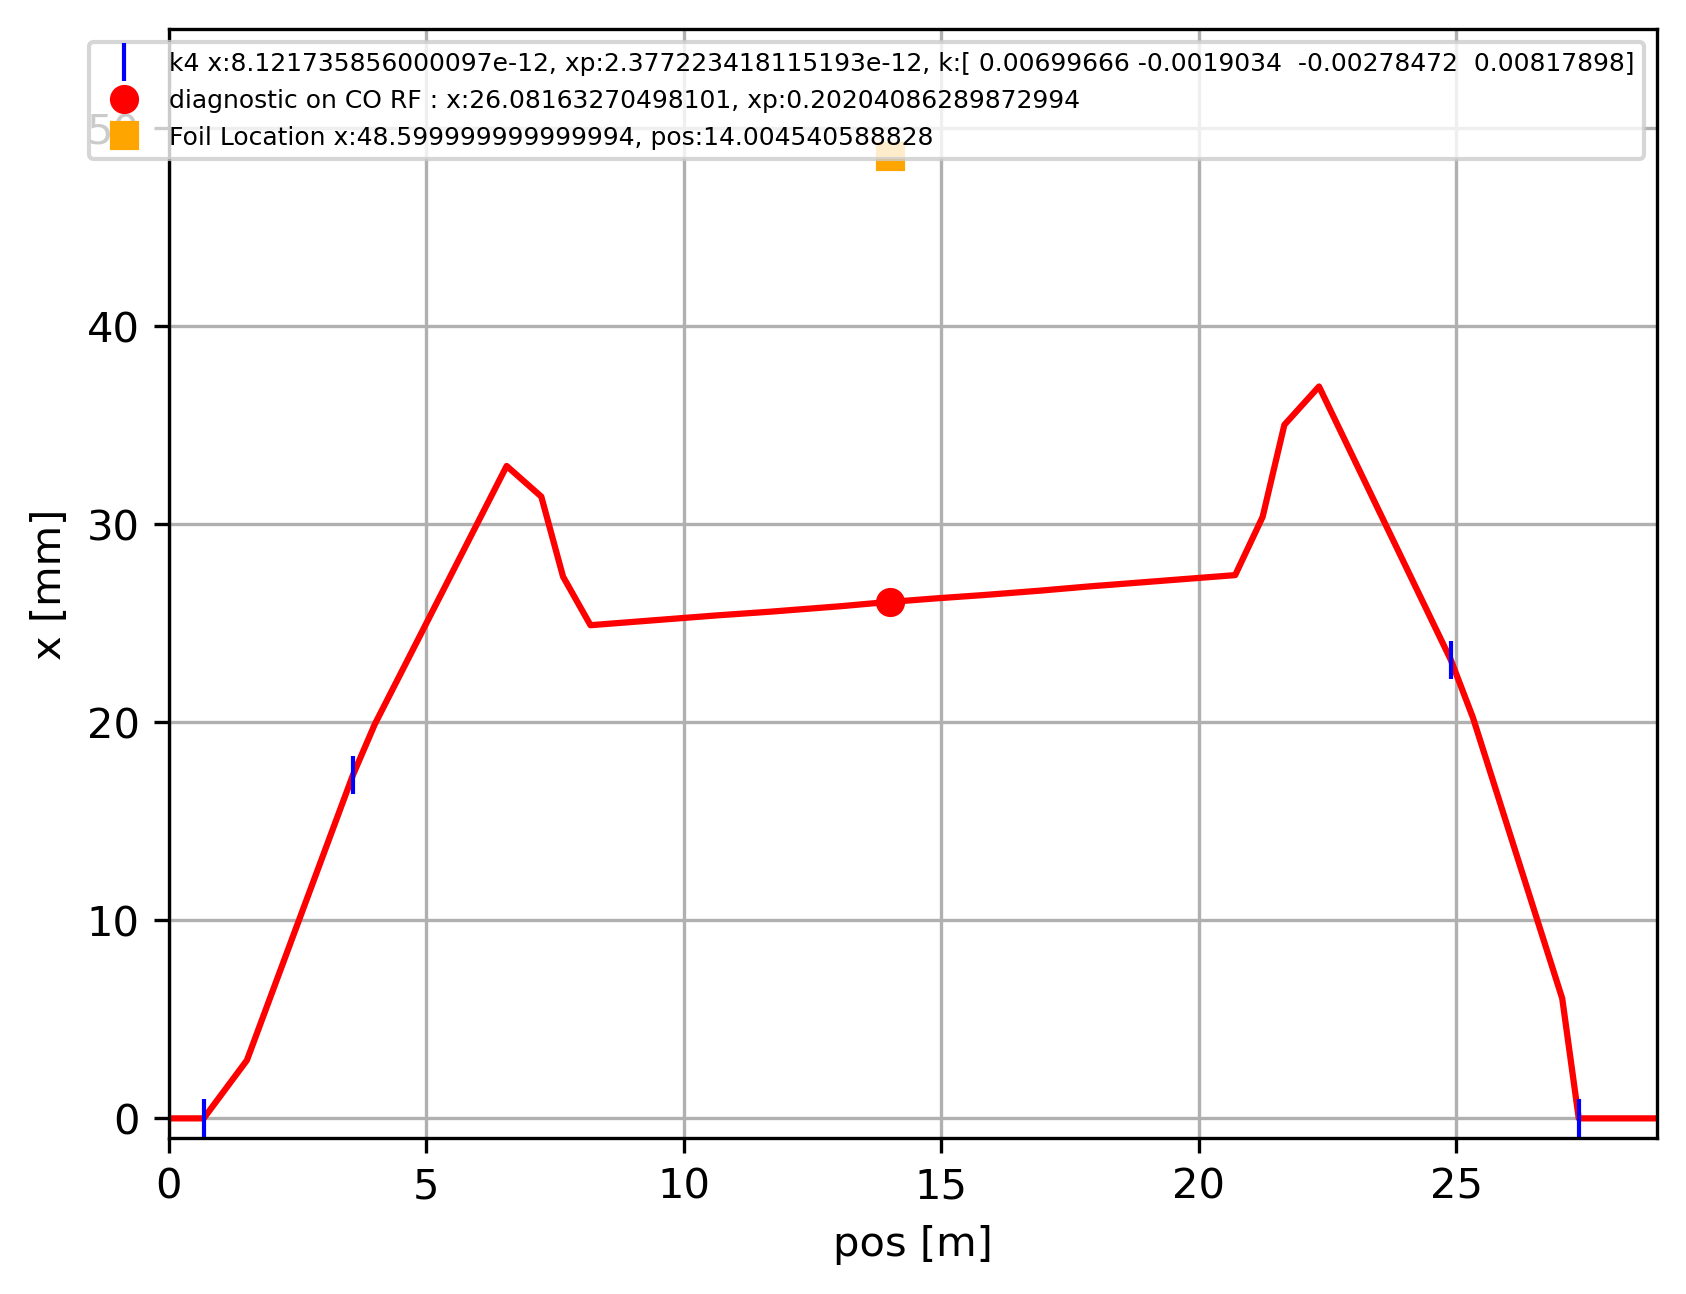 k4 x:8.121735856000097e-12, xp:2.377223418115193e-12, k:[ 0.00699666 -0.0019034  -0.00278472  0.00817898]
diagnostic on CO RF : x:26.08163270498101, xp:0.20204086289872994
Foil Location x:48.599999999999994, pos:14.004540588828
50
40
30
20
10
0
x [mm]
0 5 10 15 20 25
pos [m]